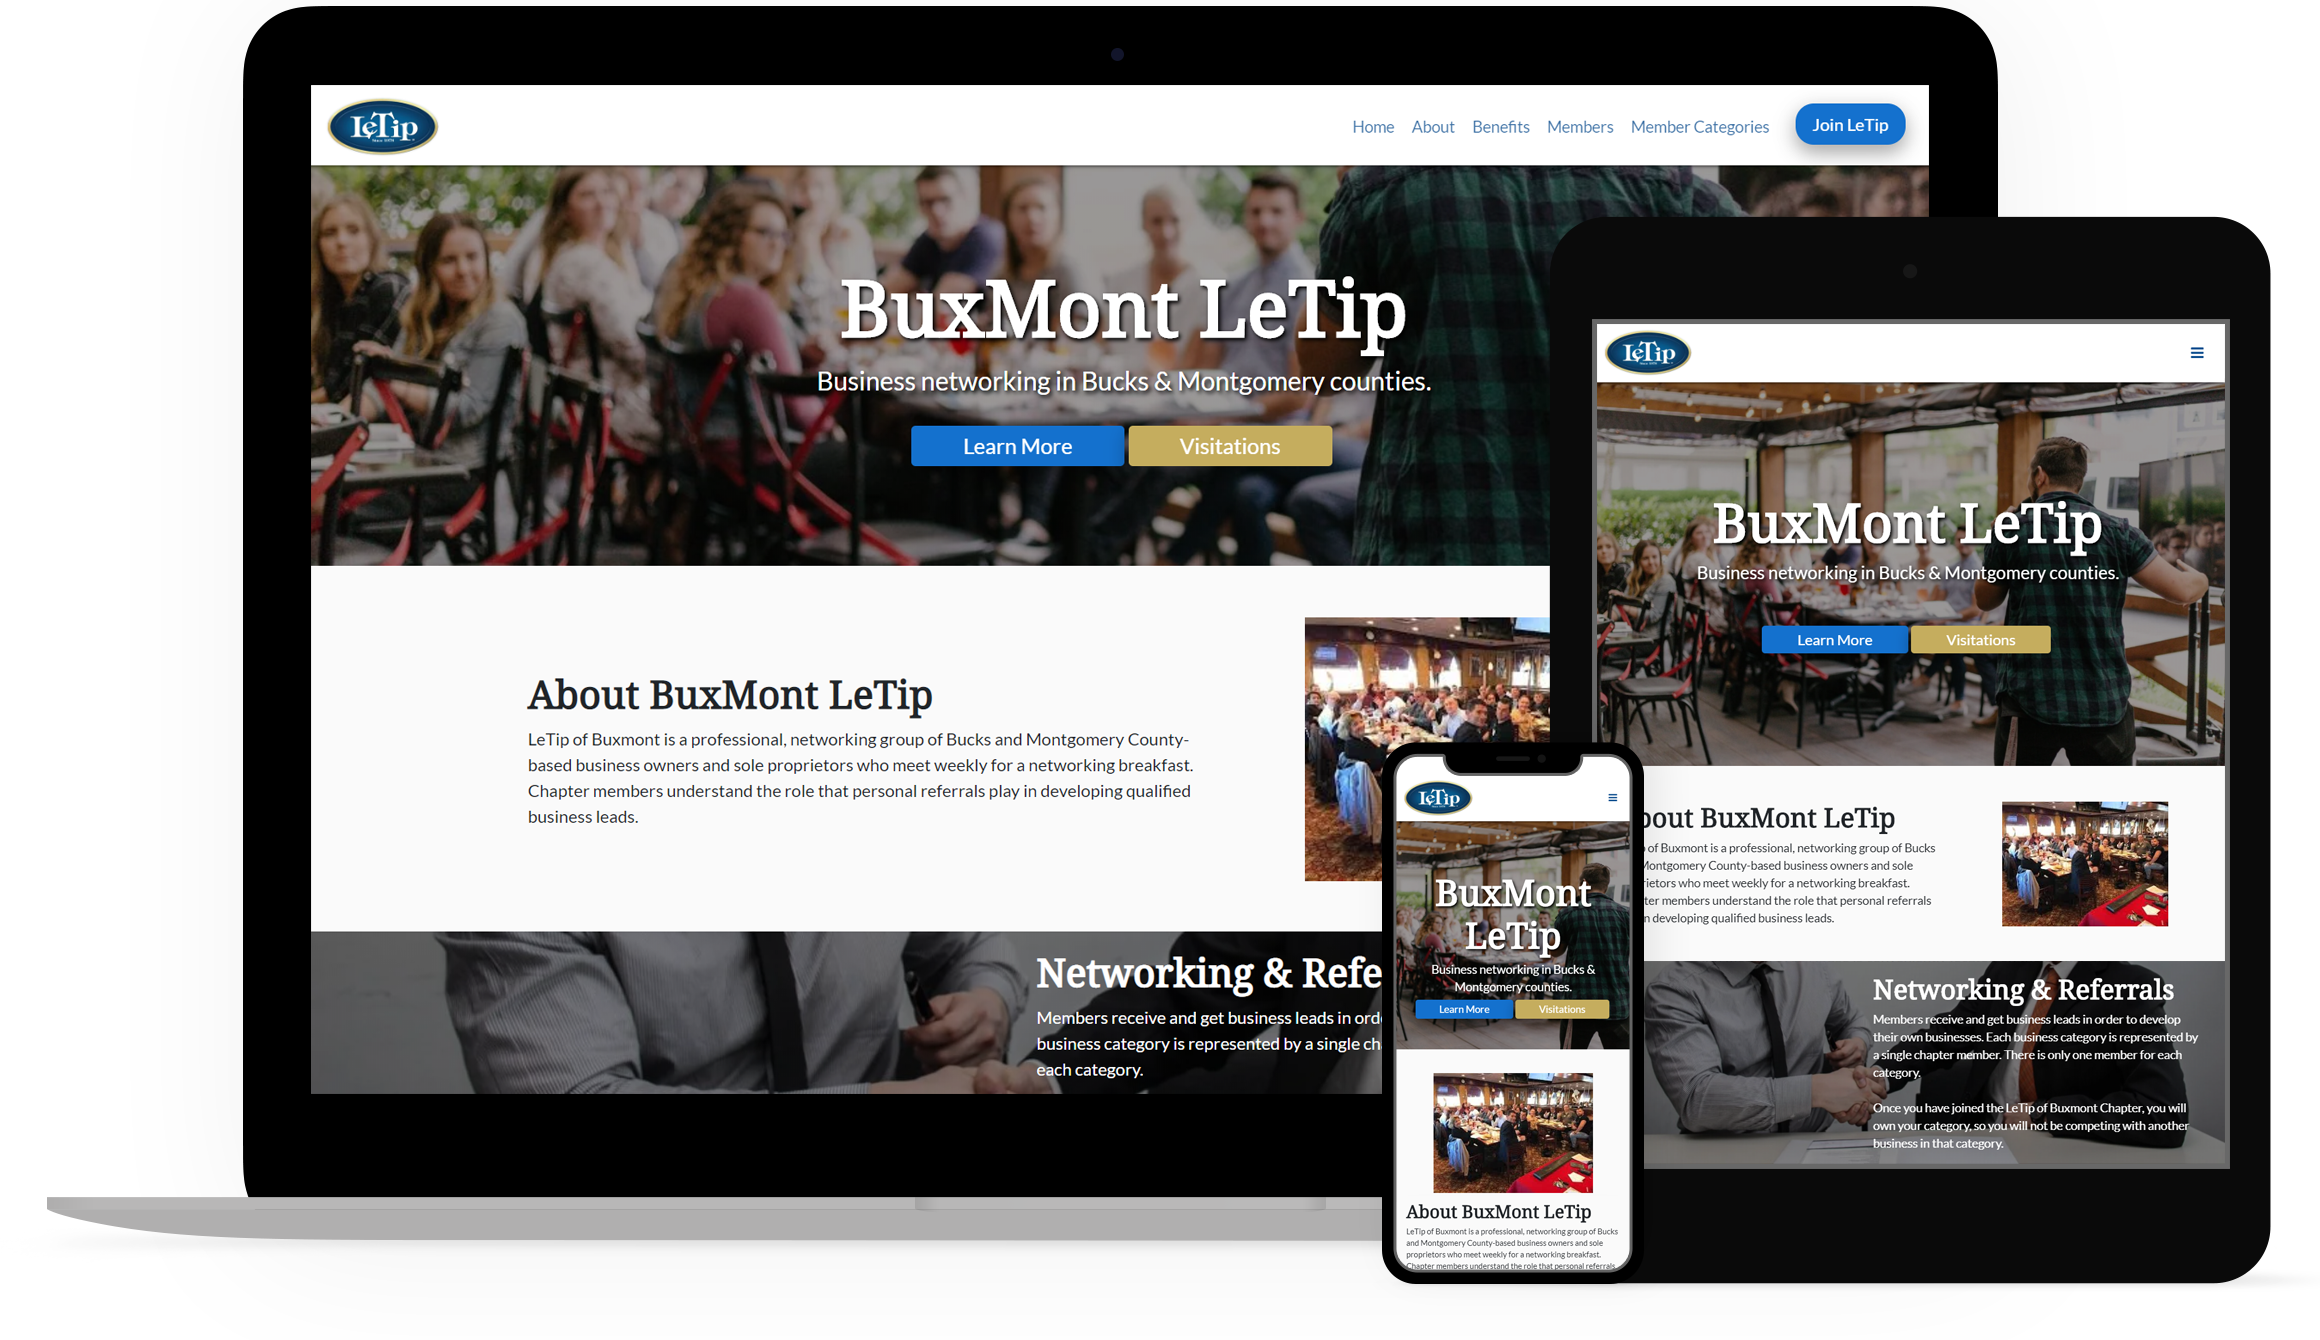 LeTip
Home About Benefits Members Member Categories Join LeTip
BuxMont LeTip
Business networking in Bucks & Montgomery counties.
Learn More Visitations
About BuxMont LeTip
LeTip of Buxmont is a professional, networking group of Bucks and Montgomery County-
based business owners and sole proprietors who meet weekly for a networking breakfast.
Chapter members understand the role that personal referrals play in developing qualified
business leads.
Networking & Refe
Members receive and get business leads in ord
business category is represented by a single ch
each category.
LeTip
BuxMont LeTip
Business networking in Bucks & Montgomery counties.
Learn More Visitations
bout BuxMont LeTip
of Buxmont is a professional, networking group of Bucks
Montgomery County-based business owners and sole
rietors who meet weekly for a networking breakfast.
ter members understand the role that personal referrals
n developing qualified business leads.
Networking & Referrals
Members receive and get business leads in order to develop
their own businesses. Each business category is represented by
a single chapter member. There is only one member for each
category.
Once you have joined the LeTip of Buxmont Chapter, you will
own your category, so you will not be competing with another
business in that category.
LeTip
BuxMont
LeTip
Business networking in Bucks &
Montgomery counties.
Learn More Visitations
About BuxMont LeTip
LeTip of Buxmont is a professional, networking group of Bucks
and Montgomery County-based business owners and sole
proprietors who meet weekly for a networking breakfast.
Chapter members understand the role that personal referrals